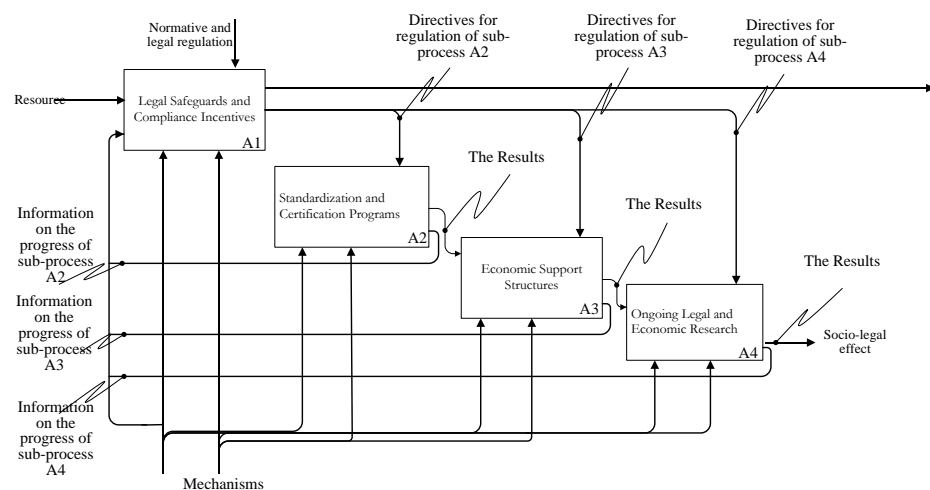 Directives for
regulation of sub-
process A2
Directives for
regulation of sub-
process A3
Directives for
regulation of sub-
process A4
Normative and
legal regulation
Resource
Legal Safeguards and
Compliance Incentives
A1
The Results
Standardization and
Certification Programs
A2
The Results
Information
on the
progress of
sub-process
A2
Economic Support
Structures
A3
The Results
Information
on the
progress of
sub-process
A3
Ongoing Legal and
Economic Research
A4
Socio-legal
effect
Information
on the
progress of
sub-process
A4
Mechanisms